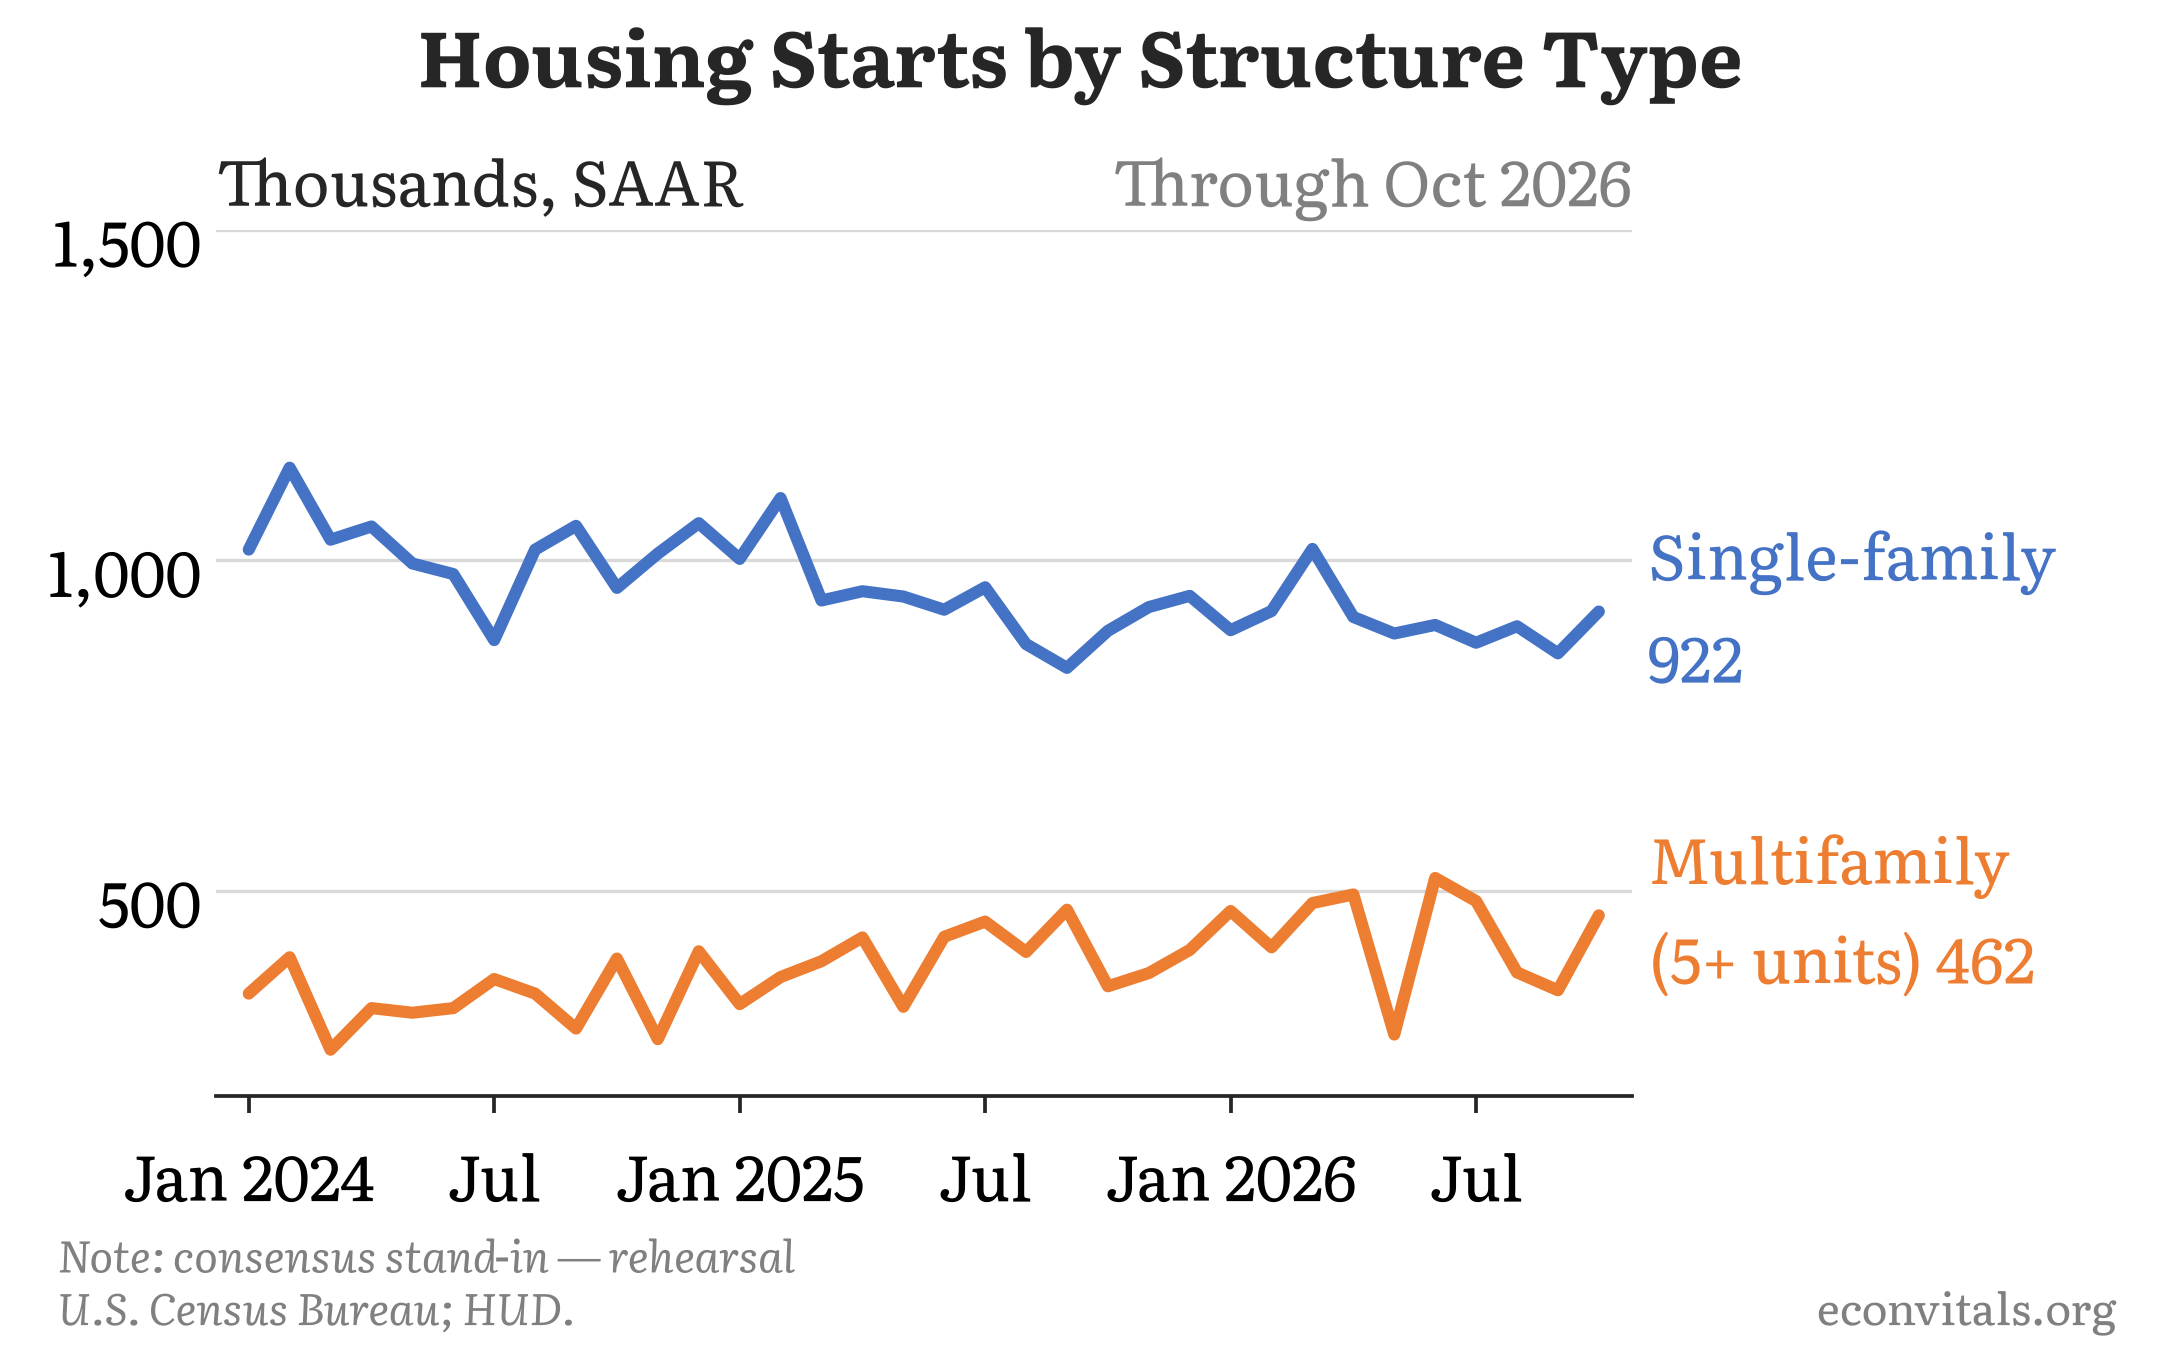 Housing Starts by Structure Type
Thousands, SAAR
Through Oct 2026
1,500
1,000
500
Single-family
922
Multifamily
(5+ units) 462
Jan 2024
Jul
Jan 2025
Jul
Jan 2026
Jul
Note: consensus stand-in — rehearsal
U.S. Census Bureau; HUD.
econvitals.org